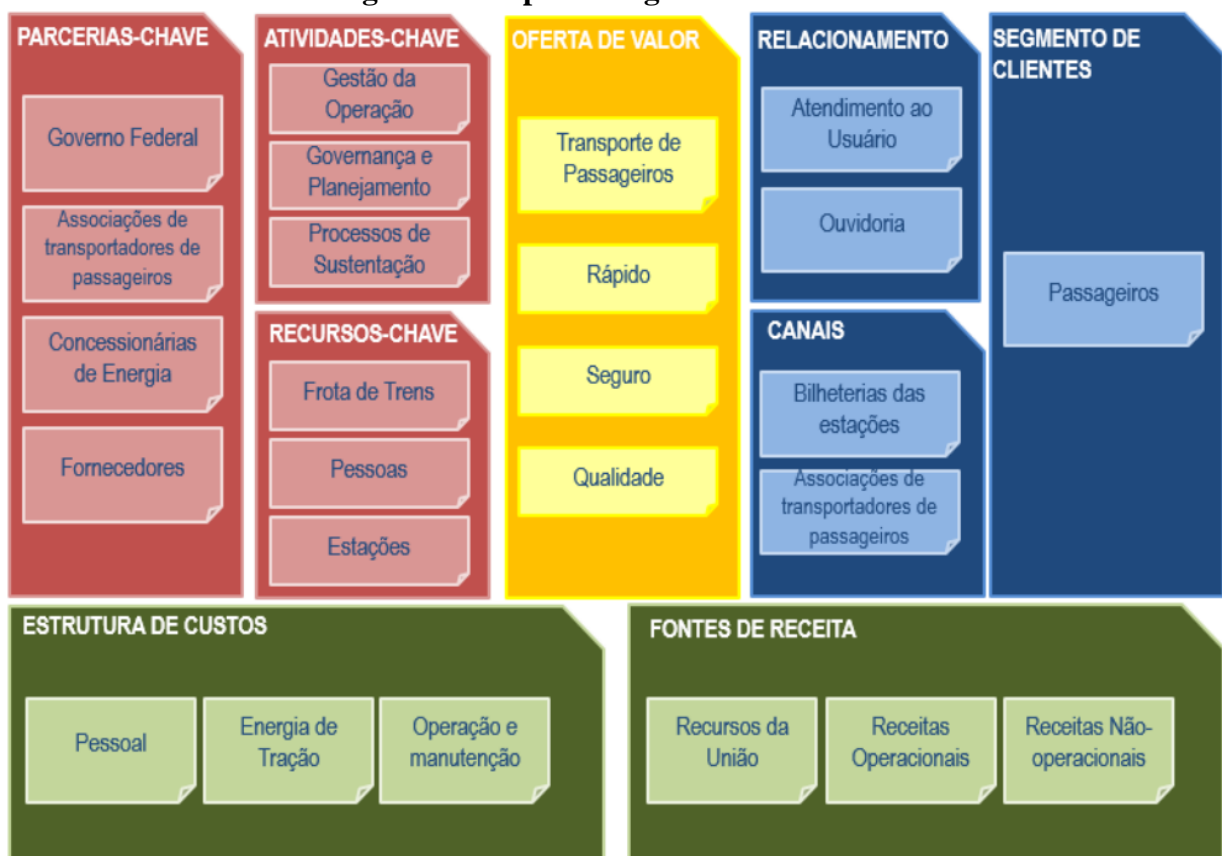 PARCERIAS-CHAVE
Governo Federal
Associações de
transportadores de
passageiros
Concessionárias
de Energia
Fornecedores
ATIVIDADES-CHAVE
Gestão da
Operação
Governança e
Planejamento
Processos de
Sustentação
RECURSOS-CHAVE
Frota de Trens
Pessoas
Estações
OFERTA DE VALOR
Transporte de
Passageiros
Rápido
Seguro
Qualidade
RELACIONAMENTO
Atendimento ao
Usuário
Ouvidoria
CANAIS
Bilheterias das
estações
Associações de
transportadores de
passageiros
SEGMENTO DE
CLIENTES
Passageiros
ESTRUTURA DE CUSTOS
Pessoal
Energia de
Tração
Operação e
manutenção
FONTES DE RECEITA
Recursos da
União
Receitas
Operacionais
Receitas Não-
operacionais